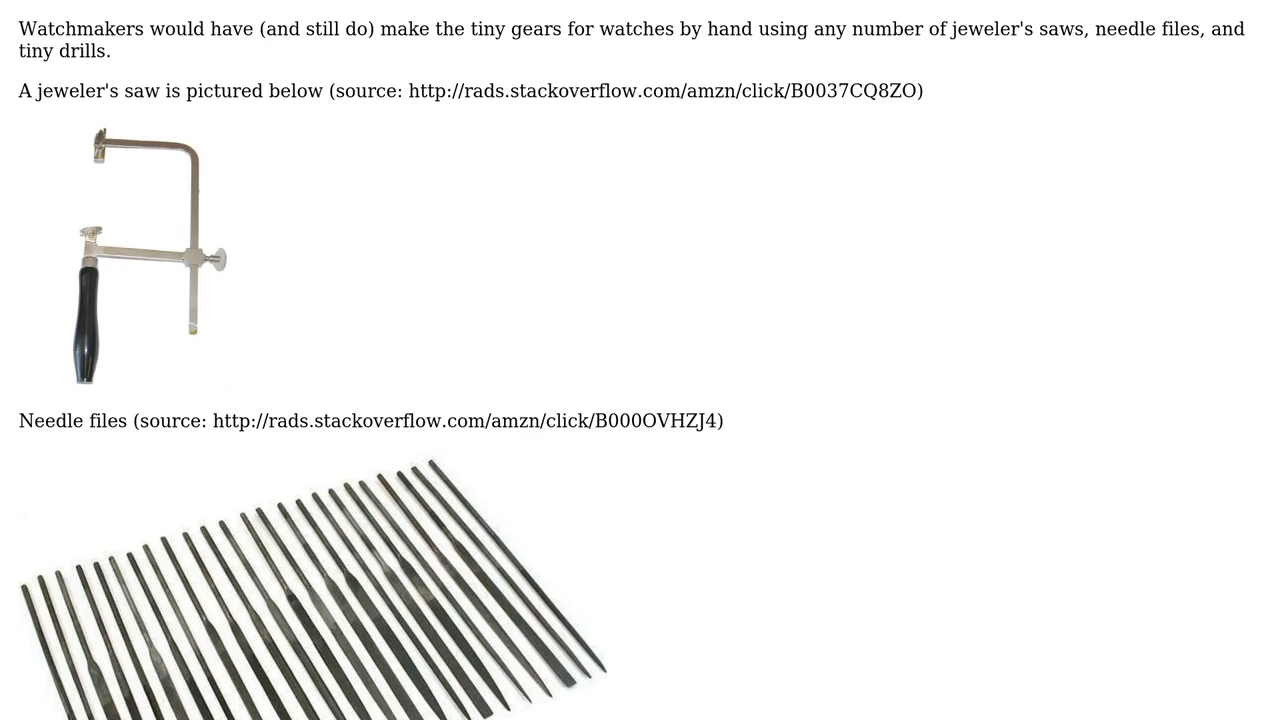 Watchmakers would have (and still do) make the tiny gears for watches by hand using any number of jeweler's saws, needle files, and
tiny drills.
A jeweler's saw is pictured below (source: http://rads.stackoverflow.com/amzn/click/B0037CQ8ZO)
Needle files (source: http://rads.stackoverflow.com/amzn/click/B000OVHZJ4)